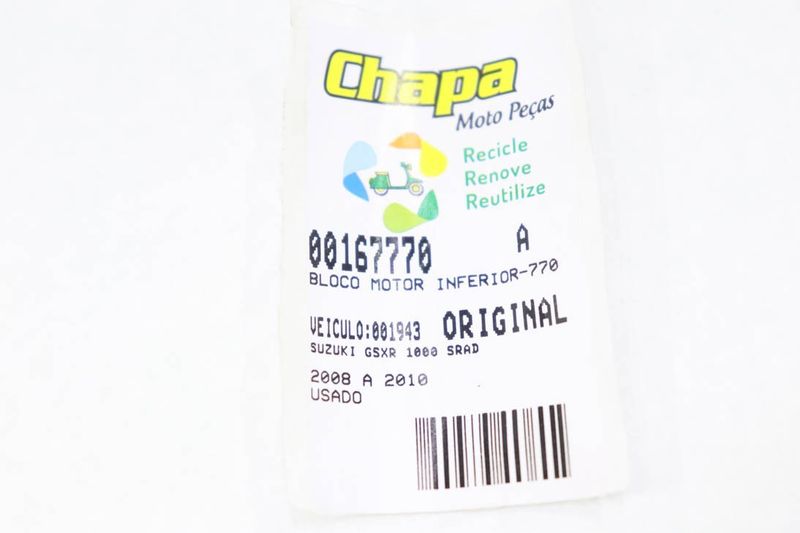 Chapa
Moto Peças
Recicle
Renove
Reutilize
00167770 A
BLOCO MOTOR INFERIOR-770
VEICULO:001943 ORIGINAL
SUZUKI GSXR 1000 SRAD
2008 A 2010
USADO